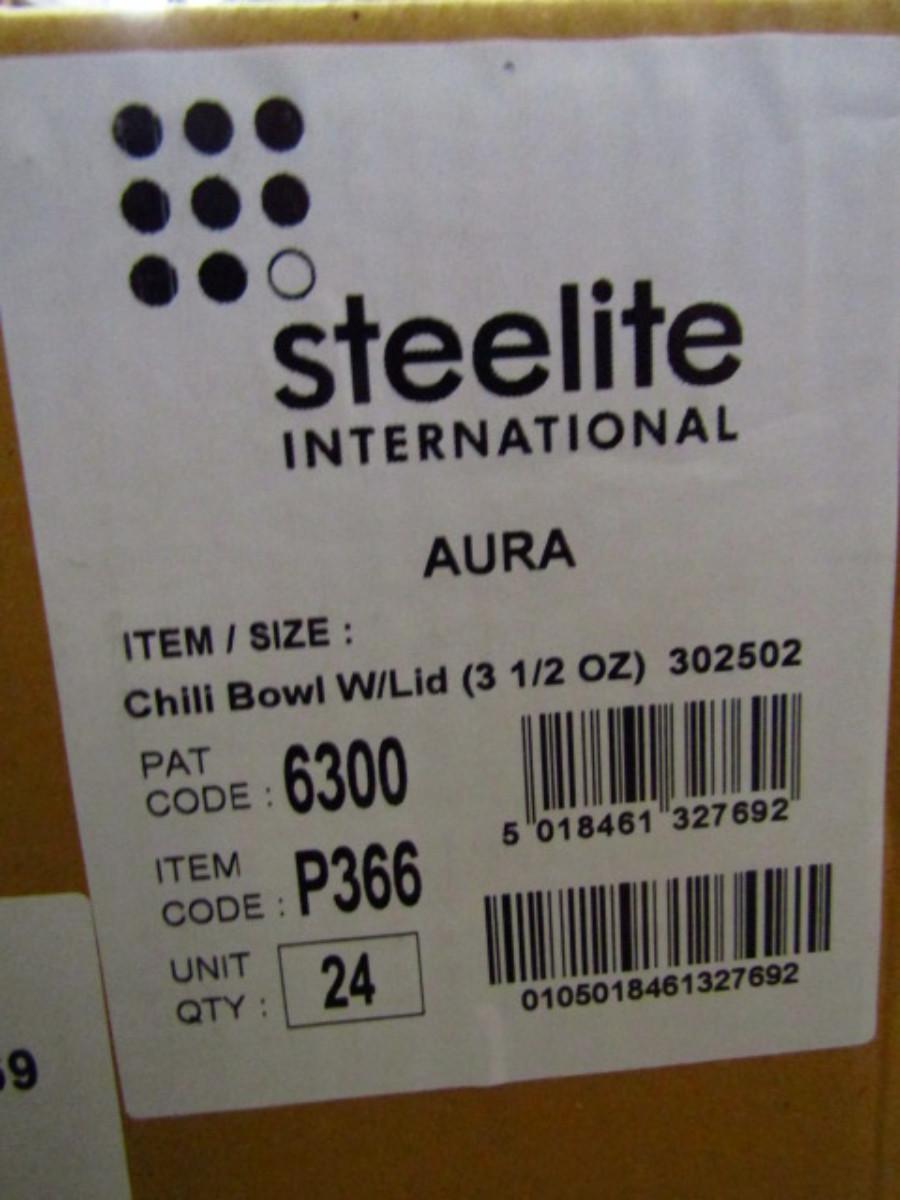 steelite
INTERNATIONAL
AURA
ITEM / SIZE :
Chili Bowl W/Lid (3 1/2 OZ) 302502
PAT
CODE : 6300
5 018461 327692
ITEM
CODE : P366
UNIT
QTY : 24
0105018461327692